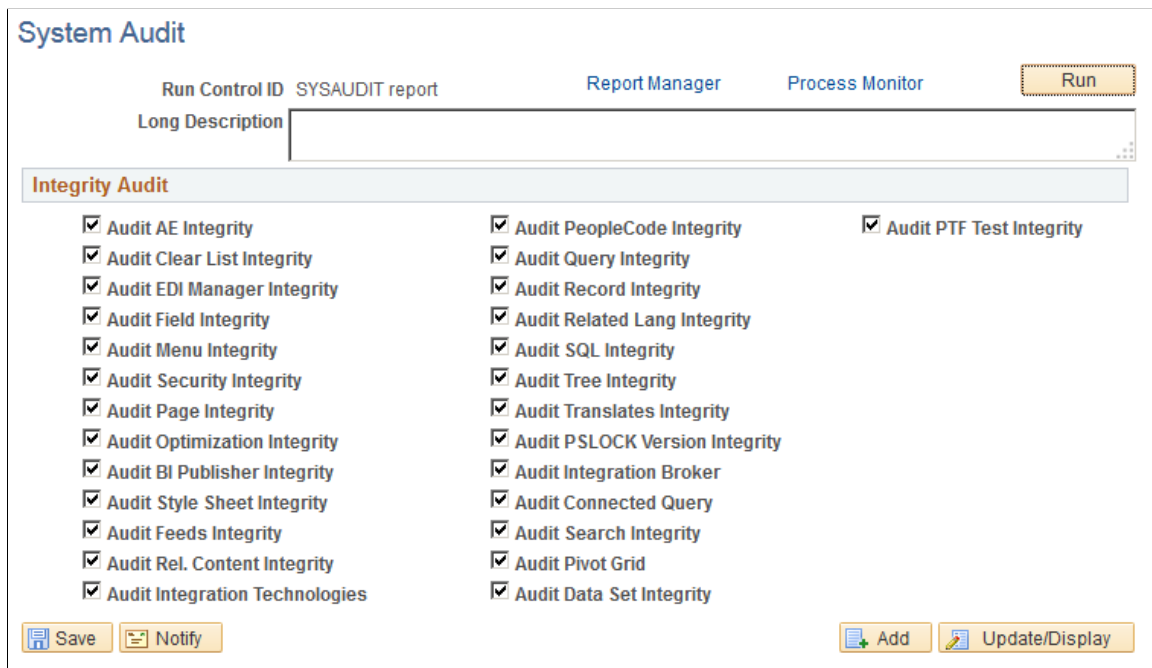 System Audit
Run Control ID SYSAUDIT report Report Manager Process Monitor Run
Long Description
Integrity Audit
Audit AE Integrity Audit PeopleCode Integrity Audit PTF Test Integrity
Audit Clear List Integrity Audit Query Integrity
Audit EDI Manager Integrity Audit Record Integrity
Audit Field Integrity Audit Related Lang Integrity
Audit Menu Integrity Audit SQL Integrity
Audit Security Integrity Audit Tree Integrity
Audit Page Integrity Audit Translates Integrity
Audit Optimization Integrity Audit PSLOCK Version Integrity
Audit BI Publisher Integrity Audit Integration Broker
Audit Style Sheet Integrity Audit Connected Query
Audit Feeds Integrity Audit Search Integrity
Audit Rel. Content Integrity Audit Pivot Grid
Audit Integration Technologies Audit Data Set Integrity
Save Notify Add Update/Display